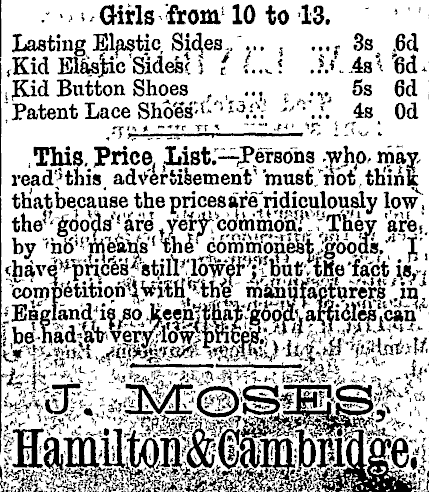 Girls from 10 to 13.
Lasting Elastic Sides ... ..., 3s 6d
Kid Elastic Sides ... ... 4s 6d
Kid Button Shoes ... ... 5s 6d
Patent Lace Shoes ... ... 4s 0d
This Price List.—Persons who may
read this advertisement must not think
that because the prices are ridiculously low
the goods are very common. They are
by no means the commonest goods. I
have prices still lower; but the fact is,
competition with the manufacturers in
England is so keen that good articles can
be had at very low prices.
J. MOSES,
Hamilton & Cambridge.